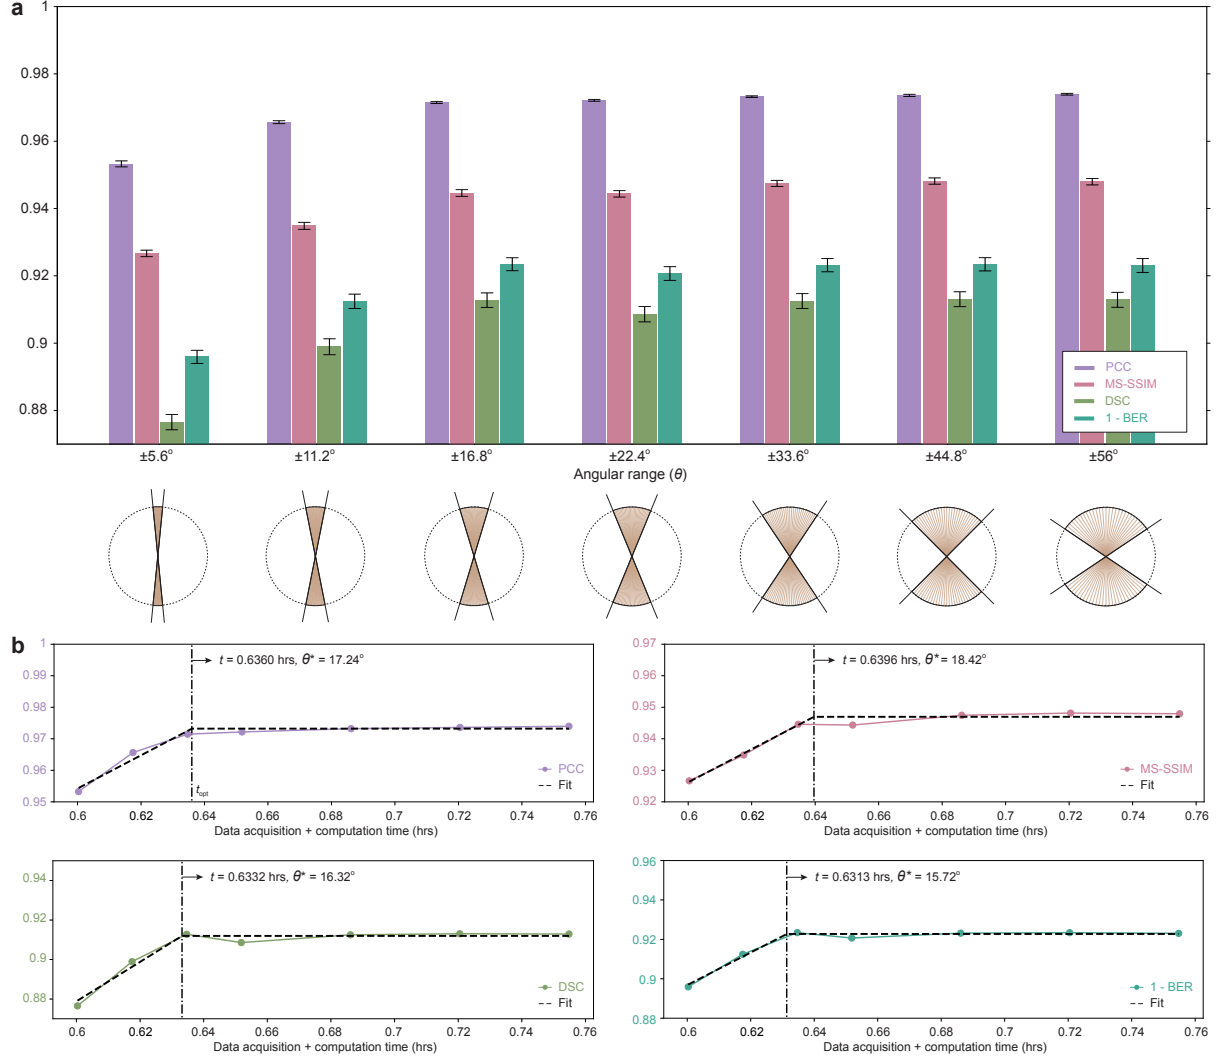 a
1
0.98
0.96
0.94
0.92
0.9
0.88
PCC
MS-SSIM
DSC
1 - BER
±5.6°
±11.2°
±16.8°
±22.4°
±33.6°
±44.8°
±56°
Angular range (θ)
b
1
0.99
0.98
0.97
0.96
0.95
t = 0.6360 hrs, θ* = 17.24°
t opt
PCC
Fit
0.6 0.62 0.64 0.66 0.68 0.7 0.72 0.74 0.76
Data acquisition + computation time (hrs)
0.97
0.96
0.95
0.94
0.93
0.92
t = 0.6396 hrs, θ* = 18.42°
MS-SSIM
Fit
0.6 0.62 0.64 0.66 0.68 0.7 0.72 0.74 0.76
Data acquisition + computation time (hrs)
0.94
0.92
0.9
0.88
t = 0.6332 hrs, θ* = 16.32°
DSC
Fit
0.6 0.62 0.64 0.66 0.68 0.7 0.72 0.74 0.76
Data acquisition + computation time (hrs)
0.96
0.94
0.92
0.9
0.88
t = 0.6313 hrs, θ* = 15.72°
1 - BER
Fit
0.6 0.62 0.64 0.66 0.68 0.7 0.72 0.74 0.76
Data acquisition + computation time (hrs)